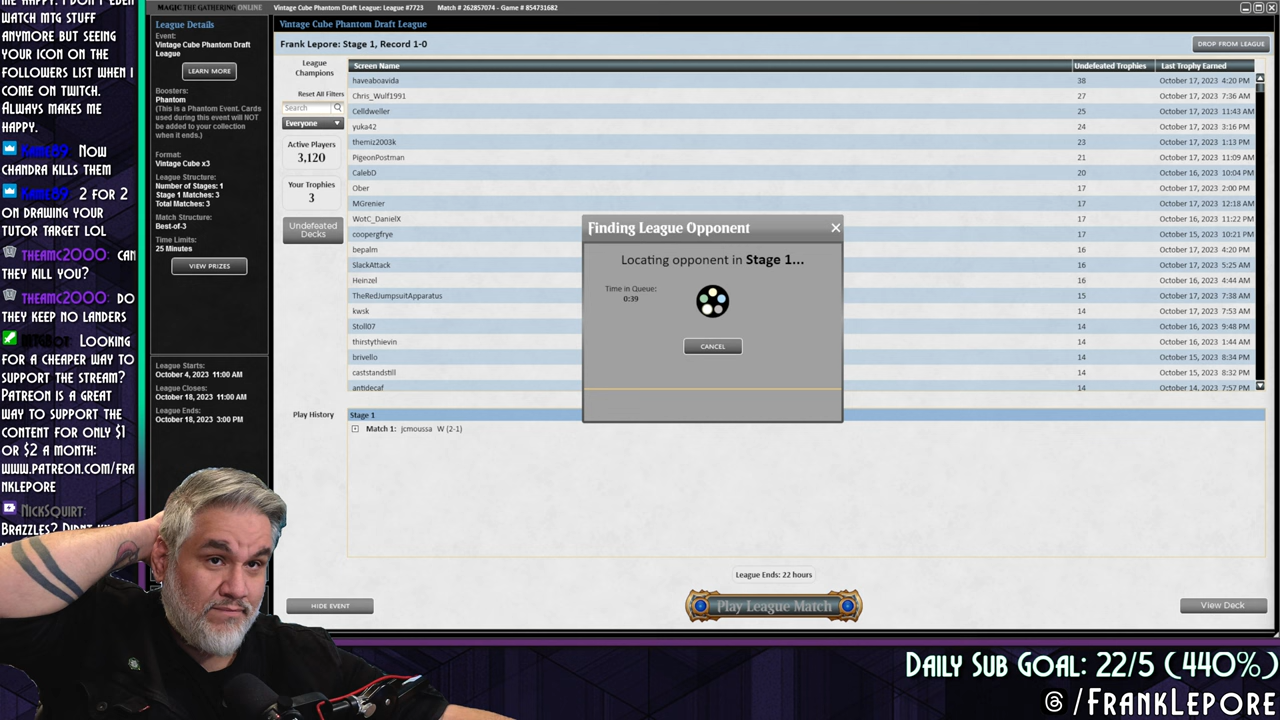 ME HAPPY. I DON'T EVEN
WATCH MTG STUFF
ANYMORE BUT SEEING
YOUR ICON ON THE
FOLLOWERS LIST WHEN I
COME ON TWITCH.
ALWAYS MAKES ME
HAPPY.
KAME89: NOW
CHANDRA KILLS THEM
KAME89: 2 FOR 2
ON DRAWING YOUR
TUTOR TARGET LOL
THEAMC2000: CAN
THEY KILL YOU?
THEAMC2000: DO
THEY KEEP NO LANDERS
MTGBOT: LOOKING
FOR A CHEAPER WAY TO
SUPPORT THE STREAM?
PATREON IS A GREAT
WAY TO SUPPORT THE
CONTENT FOR ONLY $1
OR $2 A MONTH:
WWW.PATREON.COM/FRA
NKLEPORE
NICKSQUIRT:
BRAZZLES? DIDNT
MAGIC THE GATHERING ONLINE
Vintage Cube Phantom Draft League: League #7723 Match # 262857074 - Game # 854731682
League Details
Event:
Vintage Cube Phantom Draft
League
LEARN MORE
Boosters:
Phantom
(This is a Phantom Event. Cards
used during this event will NOT
be added to your collection
when it ends.)
Format:
Vintage Cube x3
League Structure:
Number of Stages: 1
Stage 1 Matches: 3
Total Matches: 3
Match Structure:
Best-of-3
Time Limits:
25 Minutes
VIEW PRIZES
League Starts:
October 4, 2023 11:00 AM
League Closes:
October 18, 2023 11:00 AM
League Ends:
October 18, 2023 3:00 PM
Vintage Cube Phantom Draft League
Frank Lepore: Stage 1, Record 1-0
DROP FROM LEAGUE
League
Champions
Reset All Filters
Search
Everyone
Active Players
3,120
Your Trophies
3
Undefeated
Decks
Screen Name Undefeated Trophies Last Trophy Earned
haveaboavida 38 October 17, 2023 4:20 PM
Chris_Wulf1991 27 October 17, 2023 7:36 AM
Celldweller 25 October 17, 2023 11:43 AM
yuka42 24 October 17, 2023 3:16 PM
themiz2003k 23 October 17, 2023 1:13 PM
PigeonPostman 21 October 17, 2023 11:09 AM
CalebD 20 October 16, 2023 10:04 PM
Ober 17 October 17, 2023 2:00 PM
MGrenier 17 October 17, 2023 12:18 AM
WotC_DanielX 17 October 16, 2023 11:22 PM
coopergfrye 17 October 15, 2023 10:21 PM
bepalm 16 October 17, 2023 4:20 PM
SlackAttack 16 October 17, 2023 5:25 AM
Heinzel 16 October 17, 2023 4:44 AM
TheRedJumpsuitApparatus 15 October 17, 2023 7:38 AM
kwsk 14 October 17, 2023 7:53 AM
Stoll07 14 October 16, 2023 9:48 PM
thirstythievin 14 October 16, 2023 1:44 AM
brivello 14 October 15, 2023 8:34 PM
caststandstill 14 October 15, 2023 8:32 PM
antidecaf 14 October 14, 2023 7:57 PM
Finding League Opponent
Locating opponent in Stage 1...
Time in Queue:
0:39
CANCEL
Play History
Stage 1
Match 1: jcmoussa W (2-1)
League Ends: 22 hours
HIDE EVENT
Play League Match
View Deck
DAILY SUB GOAL: 22/5 (440%)
/FRANKLEPORE